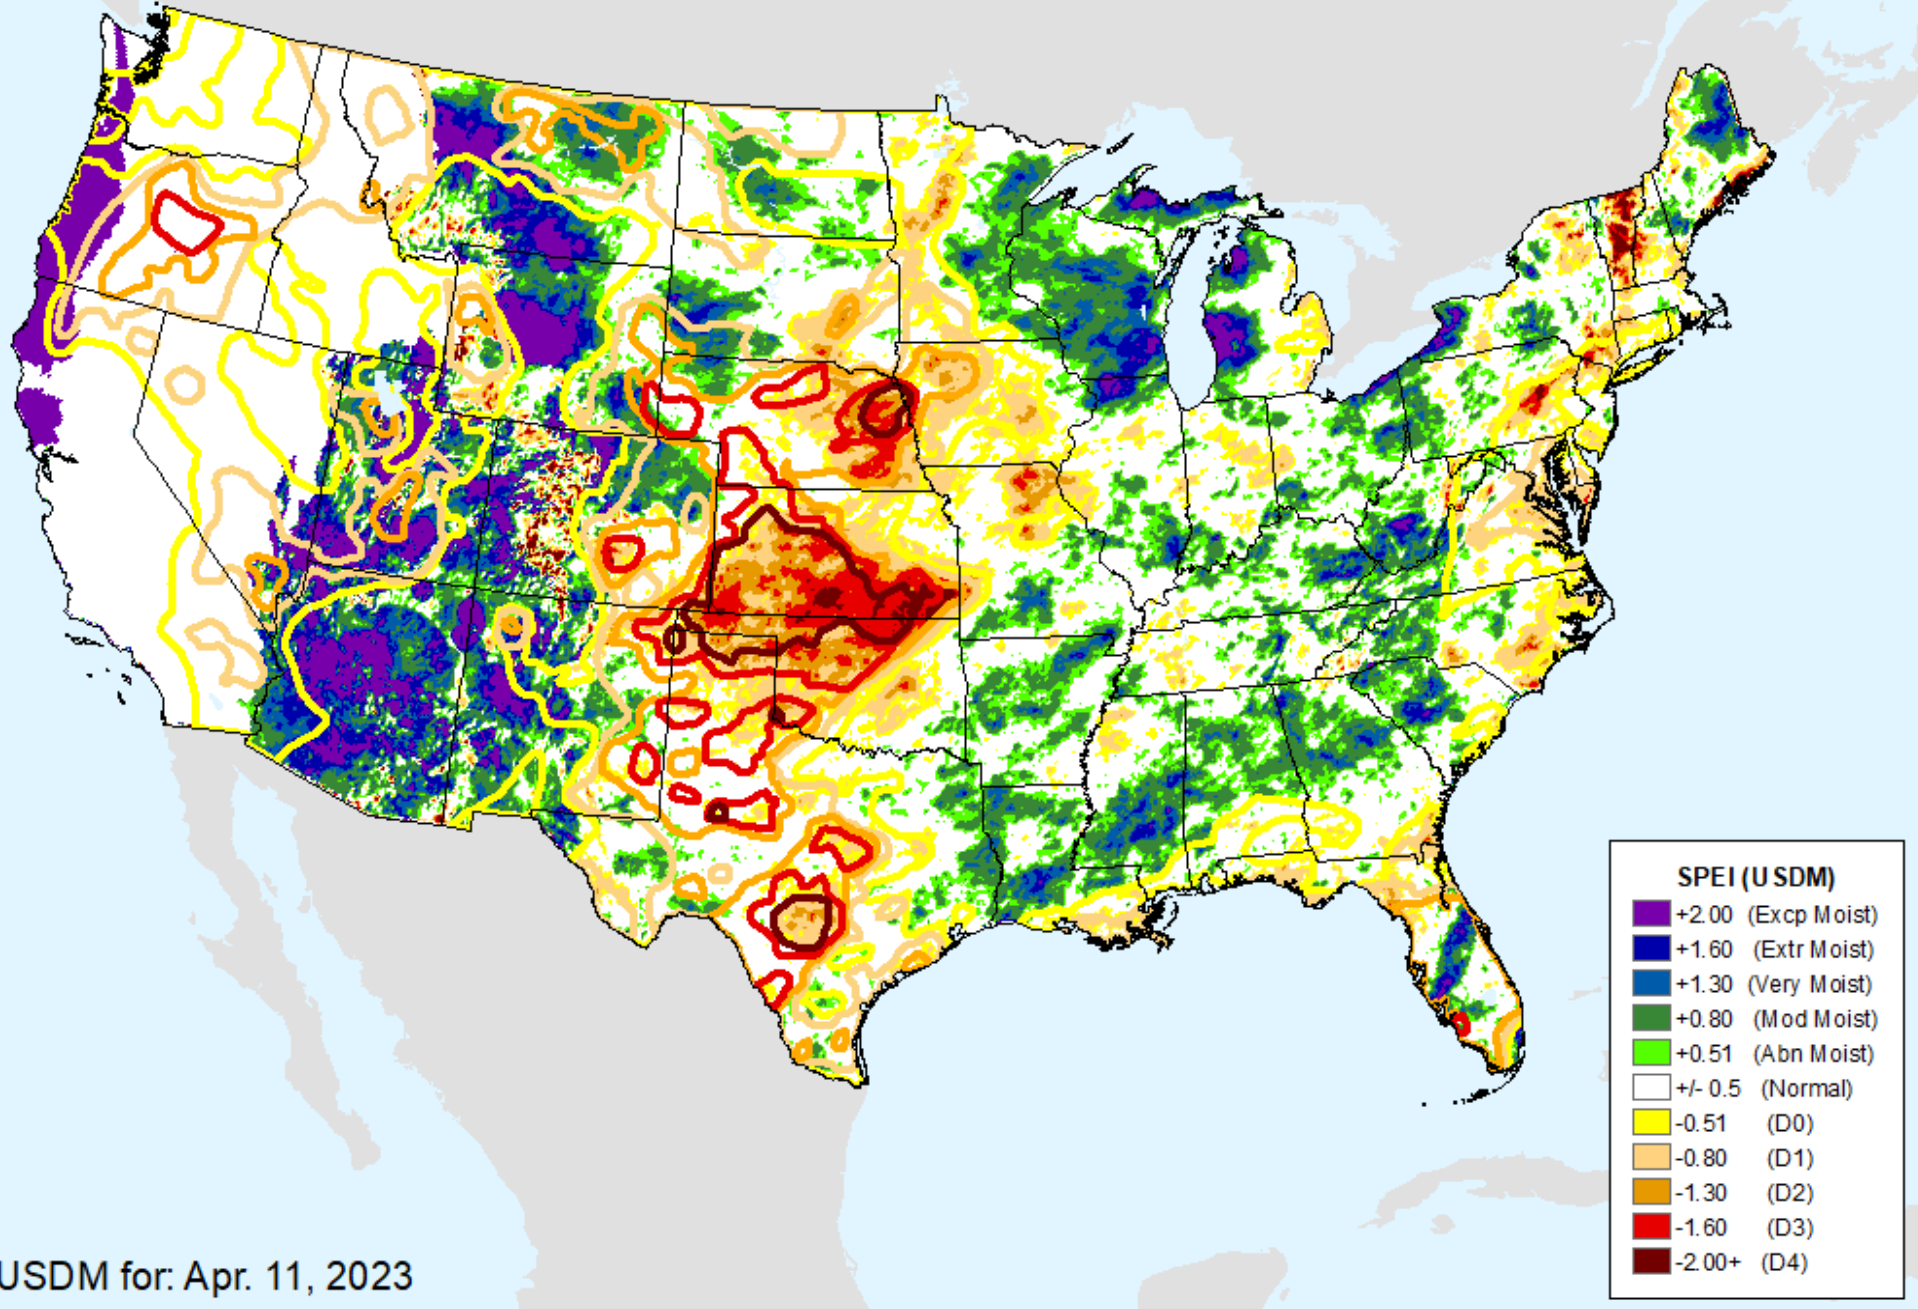 SPEI (USDM)
+2.00 (Excp Moist)
+1.60 (Extr Moist)
+1.30 (Very Moist)
+0.80 (Mod Moist)
+0.51 (Abn Moist)
+/- 0.5 (Normal)
-0.51 (D0)
-0.80 (D1)
-1.30 (D2)
-1.60 (D3)
-2.00+ (D4)
USDM for: Apr. 11, 2023